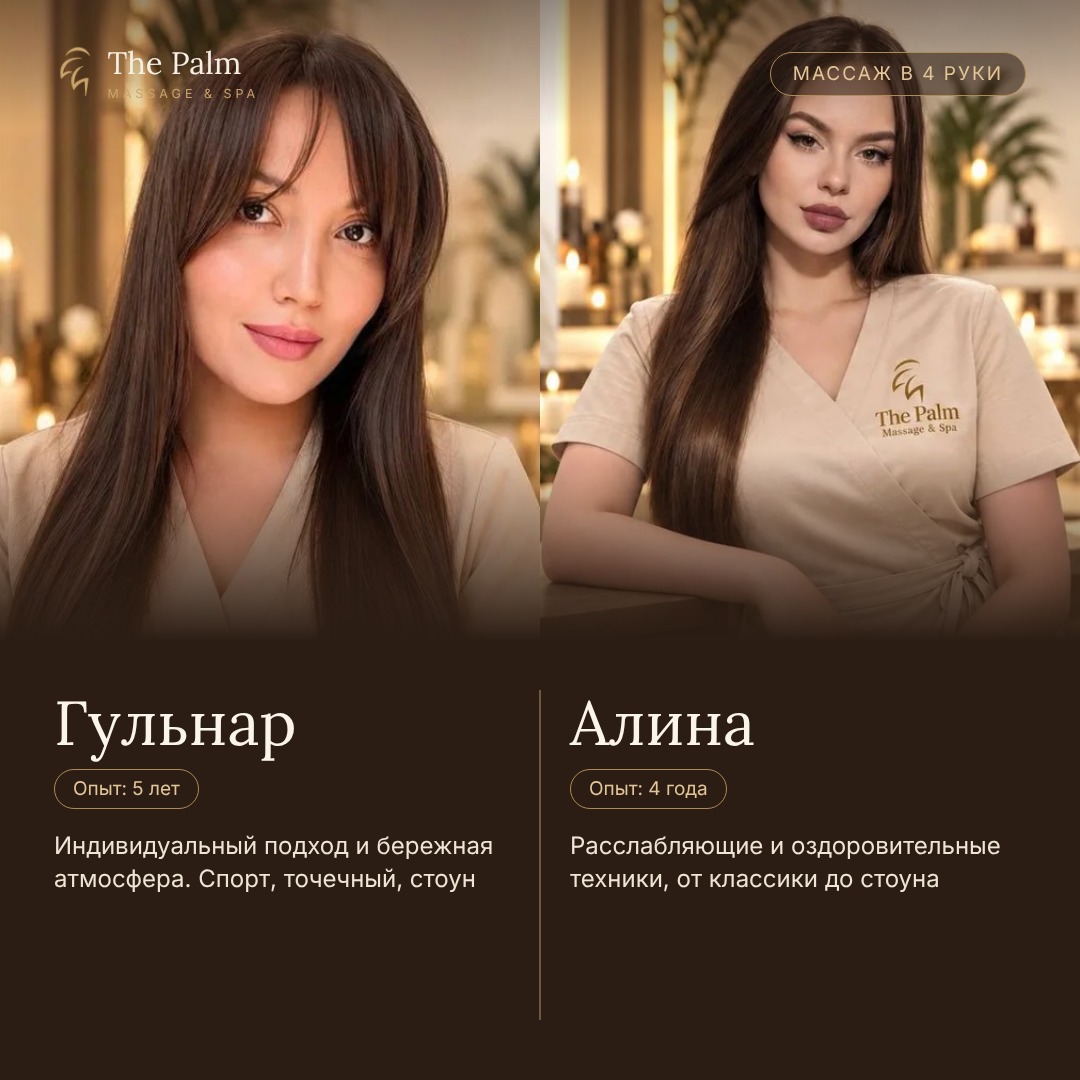 The Palm
MASSAGE & SPA
МАССАЖ В 4 РУКИ
The Palm
Massage & Spa
Гульнар
Опыт: 5 лет
Индивидуальный подход и бережная
атмосфера. Спорт, точечный, стоун
Алина
Опыт: 4 года
Расслабляющие и оздоровительные
техники, от классики до стоуна